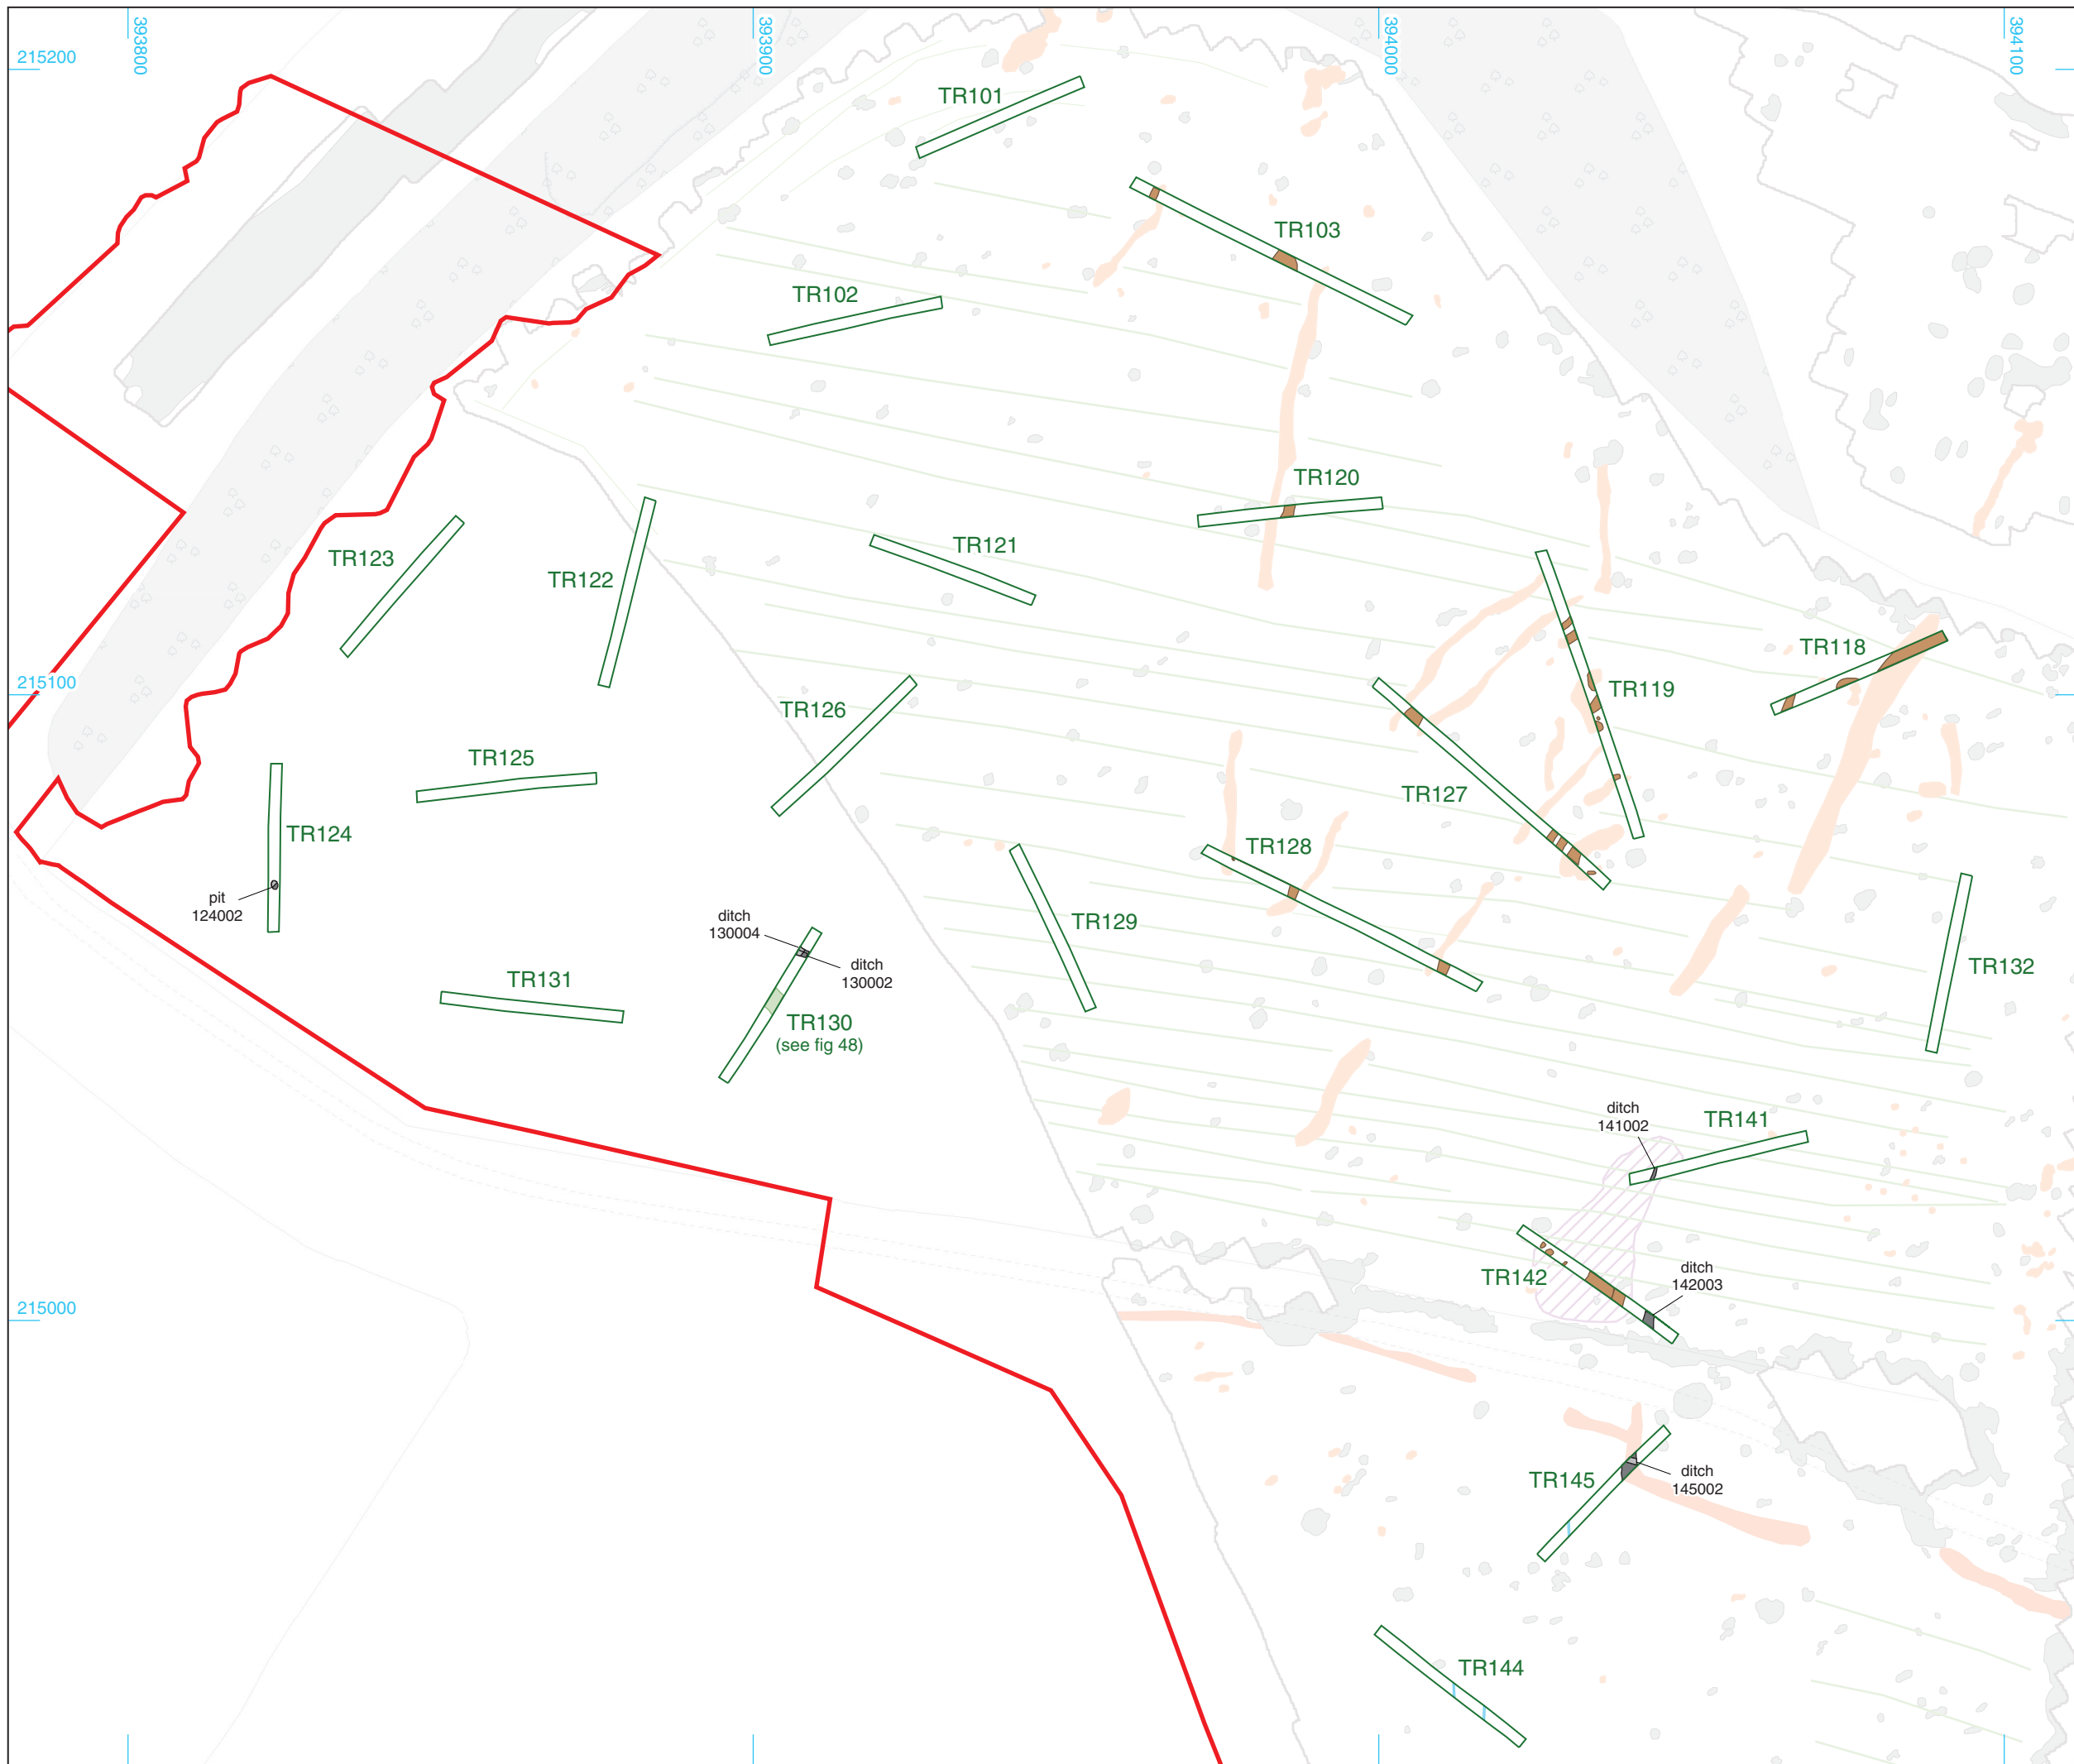 393800
393900
394000
394100
215200
TR101
TR103
TR102
TR120
TR121
TR123
TR122
TR118
215100
TR119
TR126
TR125
TR127
TR124
TR128
pit
124002
ditch
130004
TR129
ditch
130002
TR132
TR131
TR130
(see fig 48)
ditch
141002
TR141
215000
TR142
ditch
142003
TR145
ditch
145002
TR144